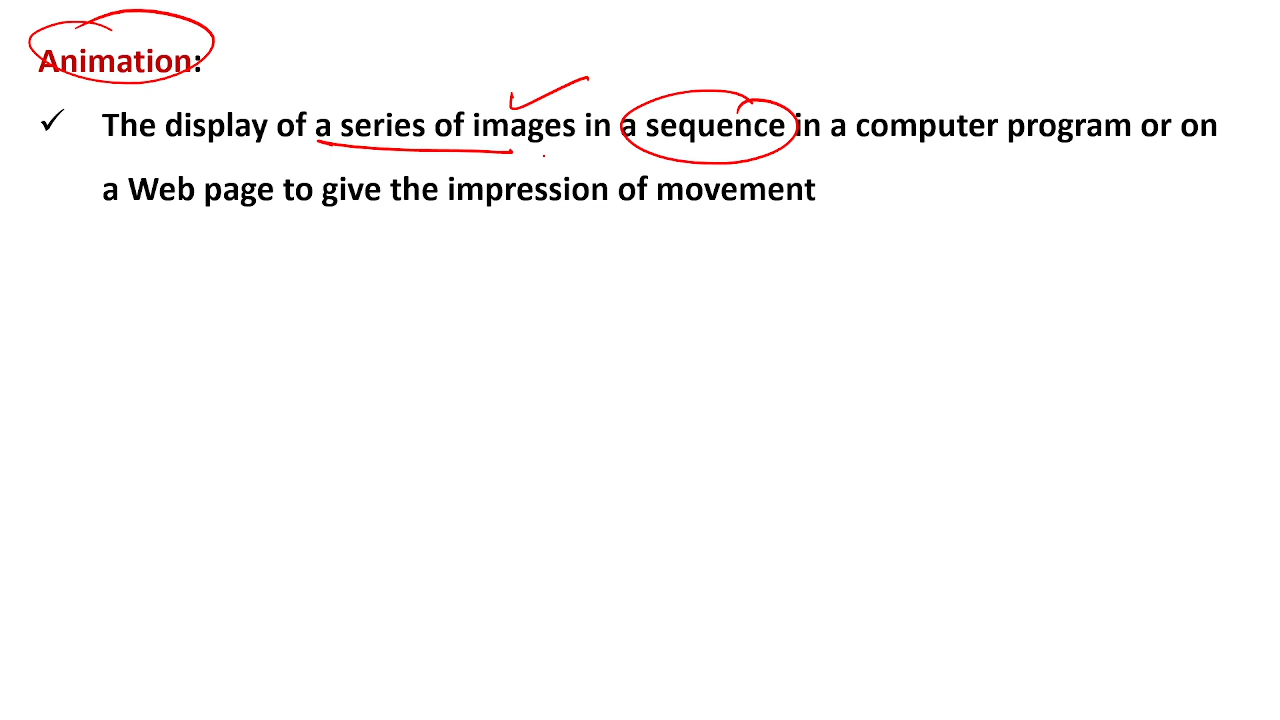 Animation:
✓ The display of a series of images in a sequence in a computer program or on
a Web page to give the impression of movement